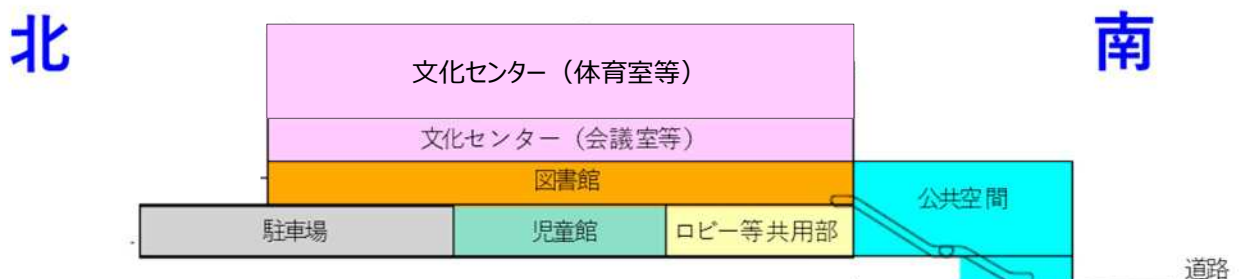 北
南
文化センター（体育室等）
文化センター（会議室等）
図書館
公共空間
駐車場
児童館
ロビー等共用部
道路